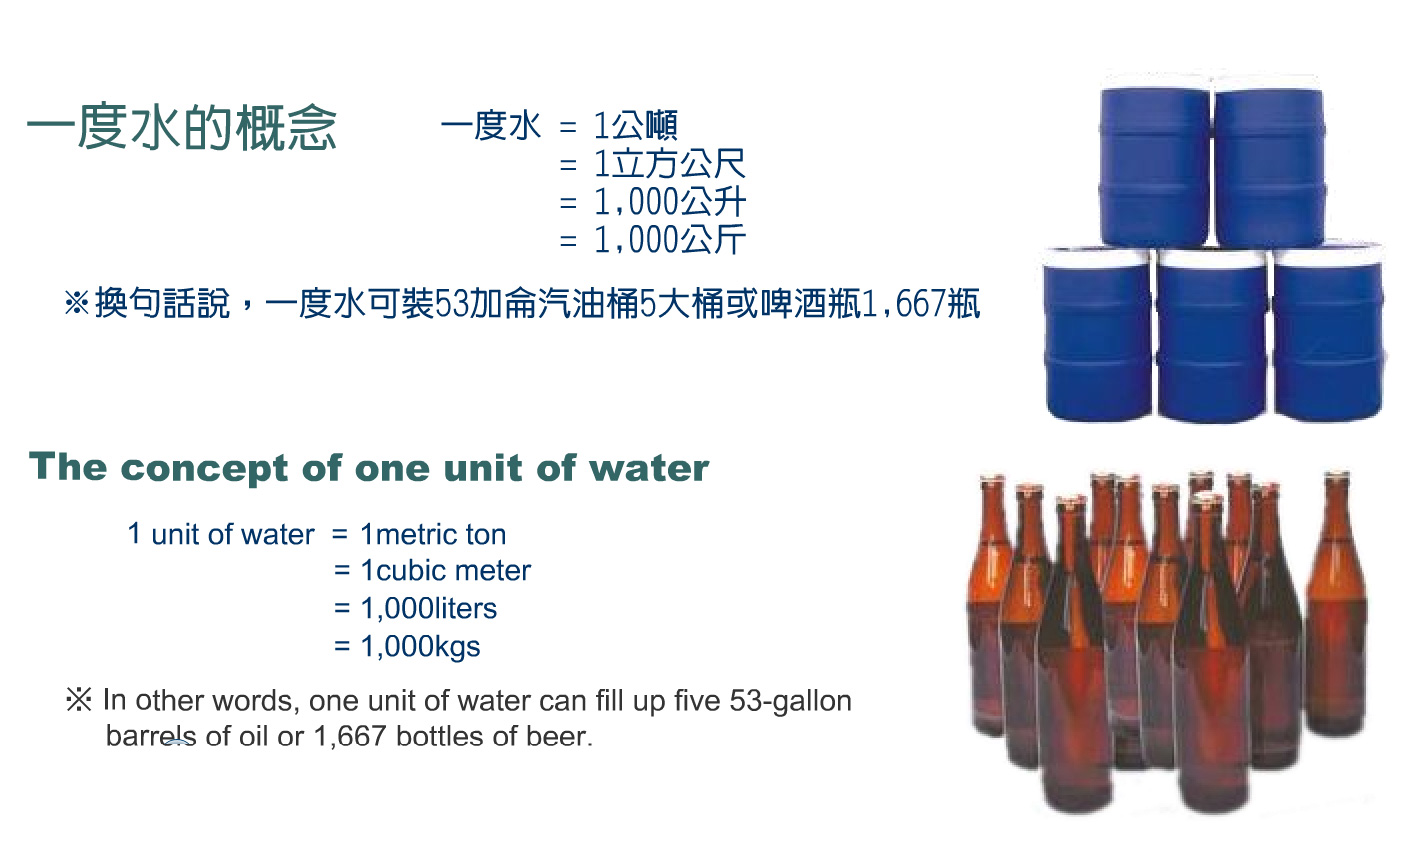 一度水的概念
一度水 = 1公噸
= 1立方公尺
= 1,000公升
= 1,000公斤
※換句話說，一度水可裝53加侖汽油桶5大桶或啤酒瓶1,667瓶
The concept of one unit of water
1 unit of water = 1metric ton
= 1cubic meter
= 1,000liters
= 1,000kgs
※ In other words, one unit of water can fill up five 53-gallon
barrels of oil or 1,667 bottles of beer.